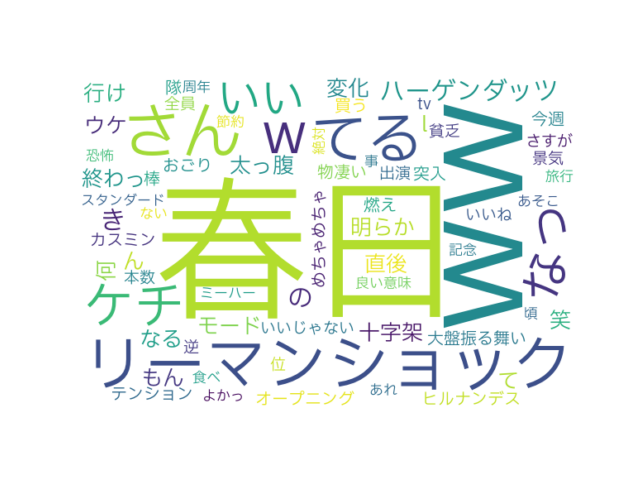 隊周年
変化
ハーゲンダッツ
行け
いい
全員
買う
tv
ウケ
さん
節約
w
てる
l
貧乏
今週
さすが
恐怖
おごり
太っ腹
絶対
事
景気
終わっ
棒
物凄い
出演
突入
旅行
スタンダード
春日
めちゃめちゃ
燃え
いいね
あそこ
ない
き
明らか
っ
カスミン
ん
直後
記念
み
何
本数
の
良い意味
ww
ケチ
ミーハー
頃
モード
いいじゃない
十字架
大盤振る舞い
笑
なる
逆
リーマンショック
もん
食べ
位
て
テンション
よかっ
オープニング
あれ
ヒルナンデス